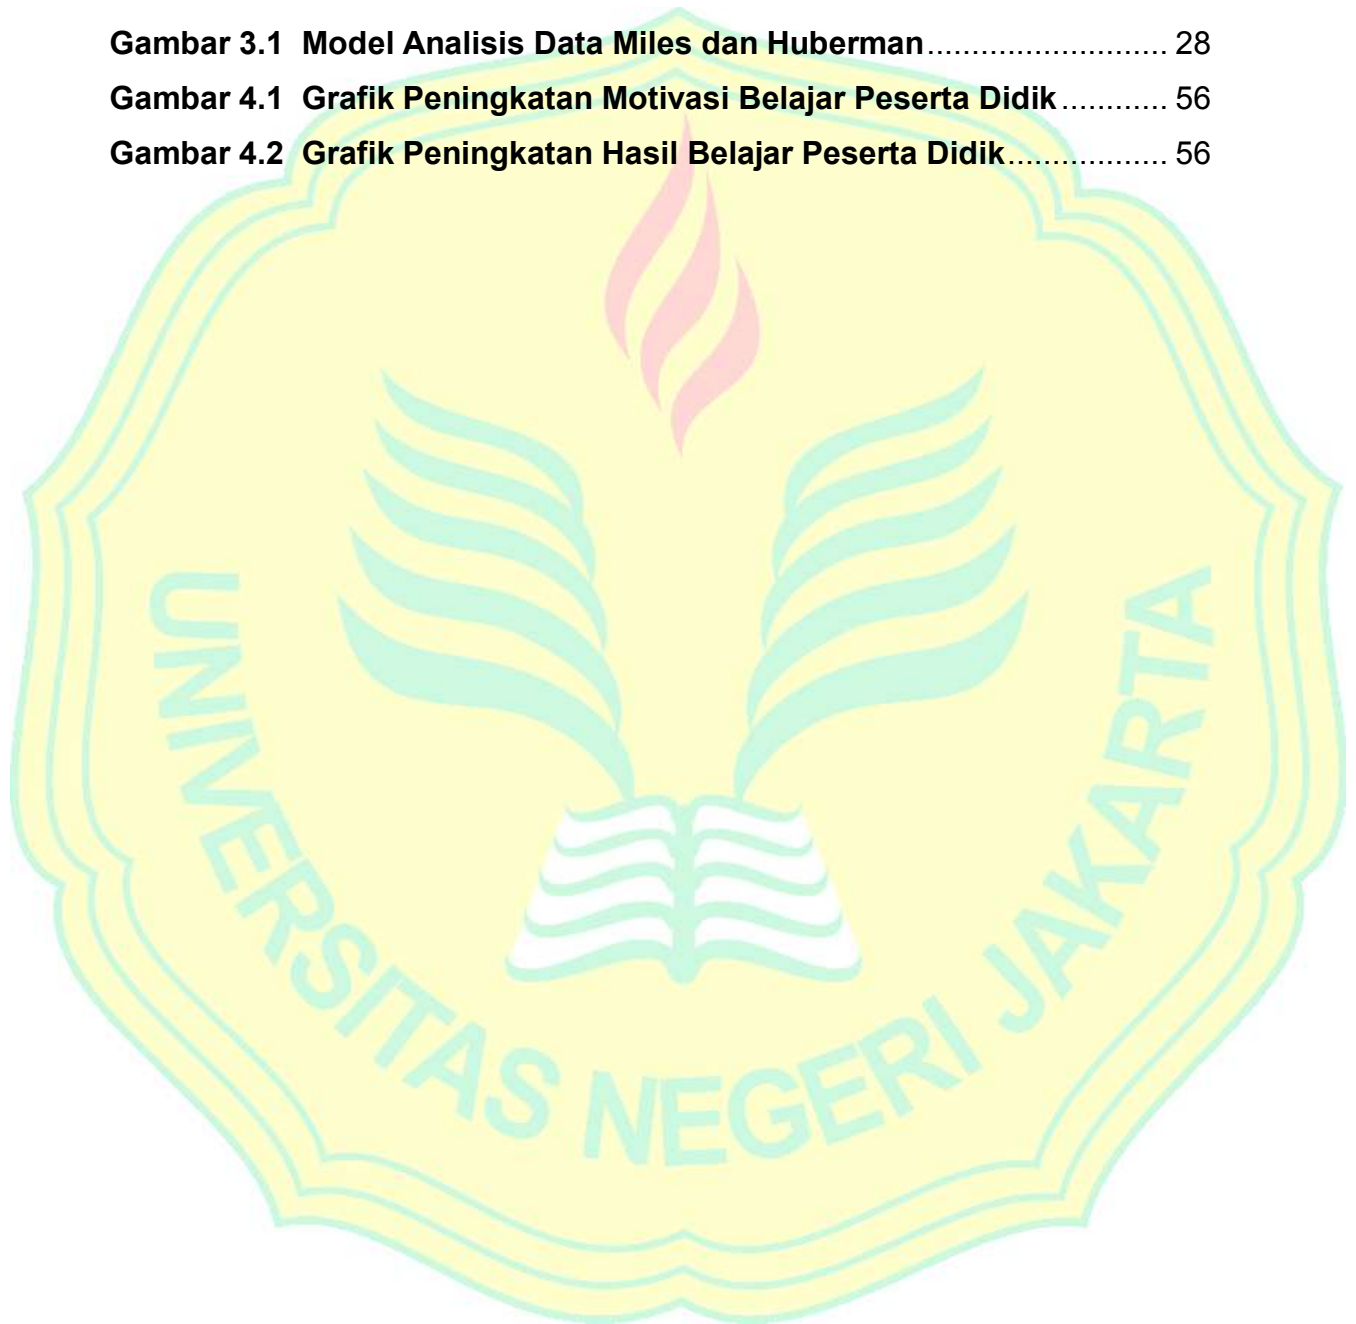 Gambar 3.1 Model Analisis Data Miles dan Huberman........................... 28
Gambar 4.1 Grafik Peningkatan Motivasi Belajar Peserta Didik............ 56
Gambar 4.2 Grafik Peningkatan Hasil Belajar Peserta Didik.................. 56
UNIVERSITAS NEGERI JAKARTA